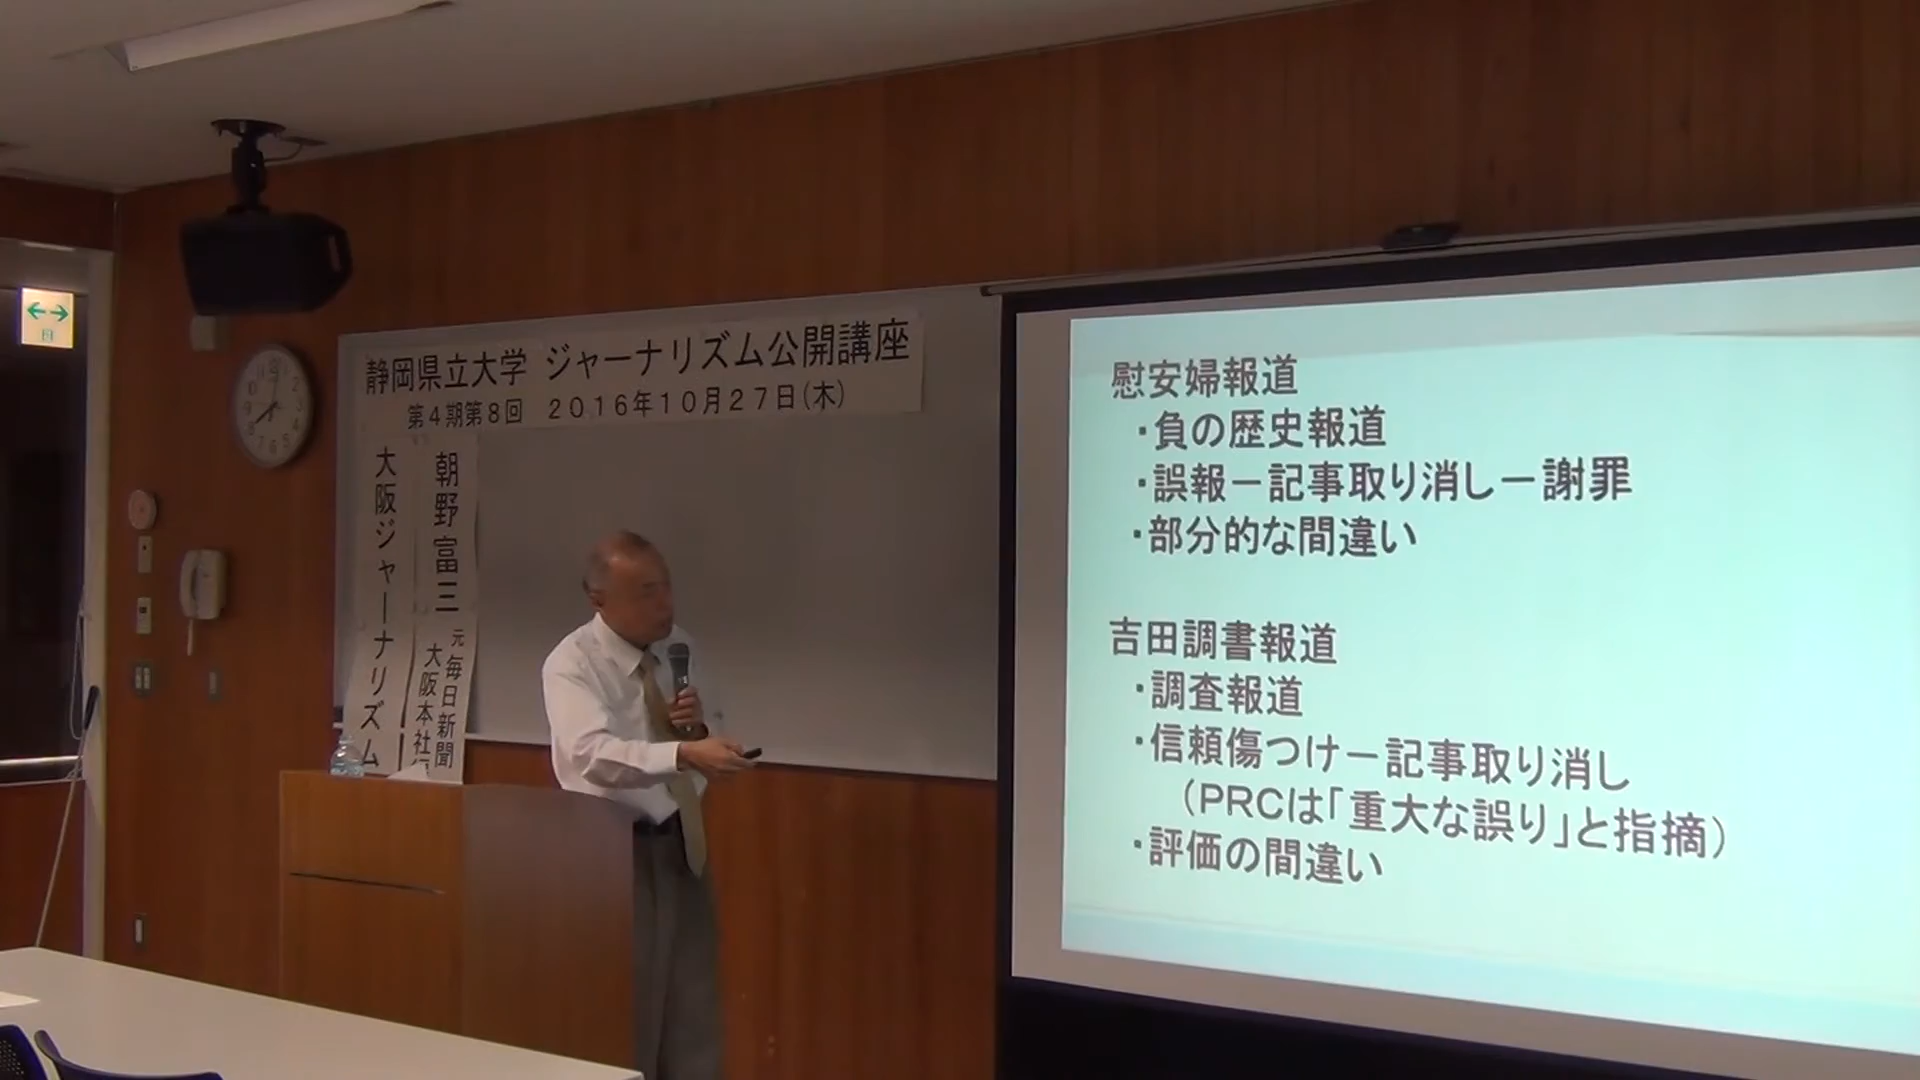 静岡県立大学 ジャーナリズム公開講座
第4期第8回 2016年10月27日(木)
朝野富三
元毎日新聞
大阪本社編
大阪ジャーナリズム
慰安婦報道
・負の歴史報道
・誤報－記事取り消し－謝罪
・部分的な間違い
吉田調書報道
・調査報道
・信頼傷つけ－記事取り消し
(PRCは「重大な誤り」と指摘)
・評価の間違い